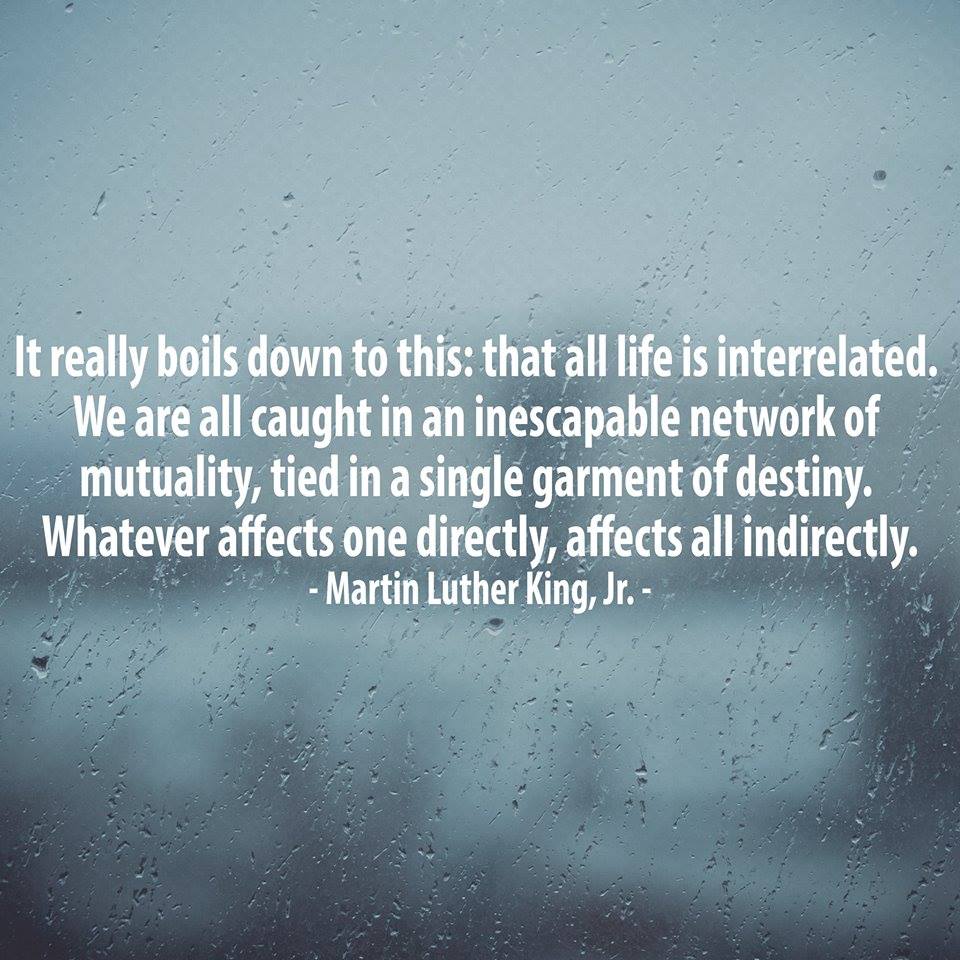 It really boils down to this: that all life is interrelated.
We are all caught in an inescapable network of
mutuality, tied in a single garment of destiny.
Whatever affects one directly, affects all indirectly.
- Martin Luther King, Jr. -